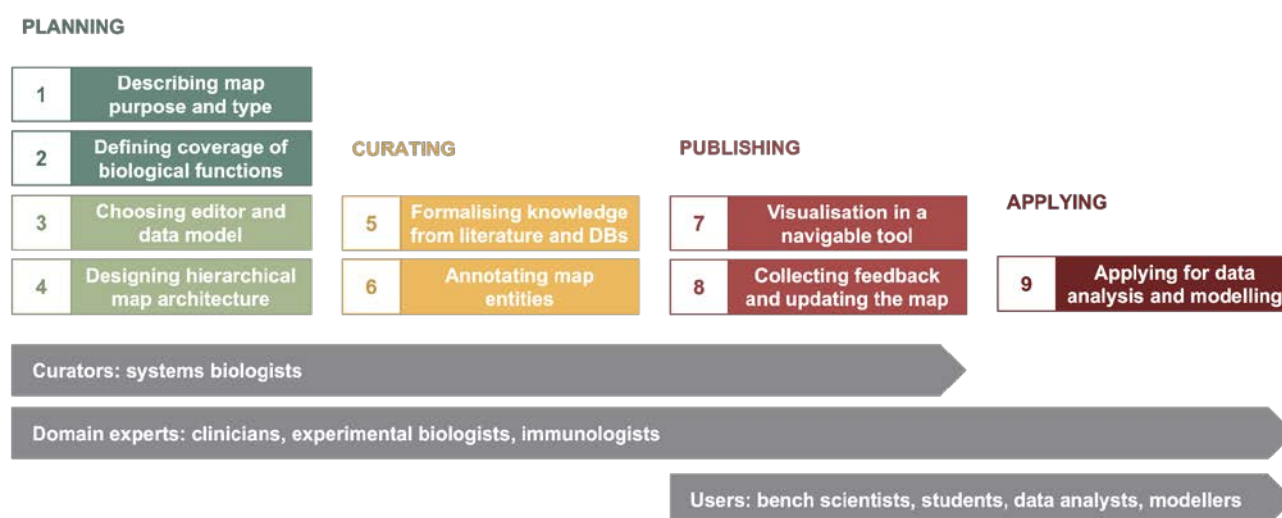 PLANNING
1
Describing map
purpose and type
2
Defining coverage of
biological functions
3
Choosing editor and
data model
4
Designing hierarchical
map architecture
CURATING
5
Formalising knowledge
from literature and DBs
6
Annotating map
entities
PUBLISHING
7
Visualisation in a
navigable tool
8
Collecting feedback
and updating the map
APPLYING
9
Applying for data
analysis and modelling
Curators: systems biologists
Domain experts: clinicians, experimental biologists, immunologists
Users: bench scientists, students, data analysts, modellers